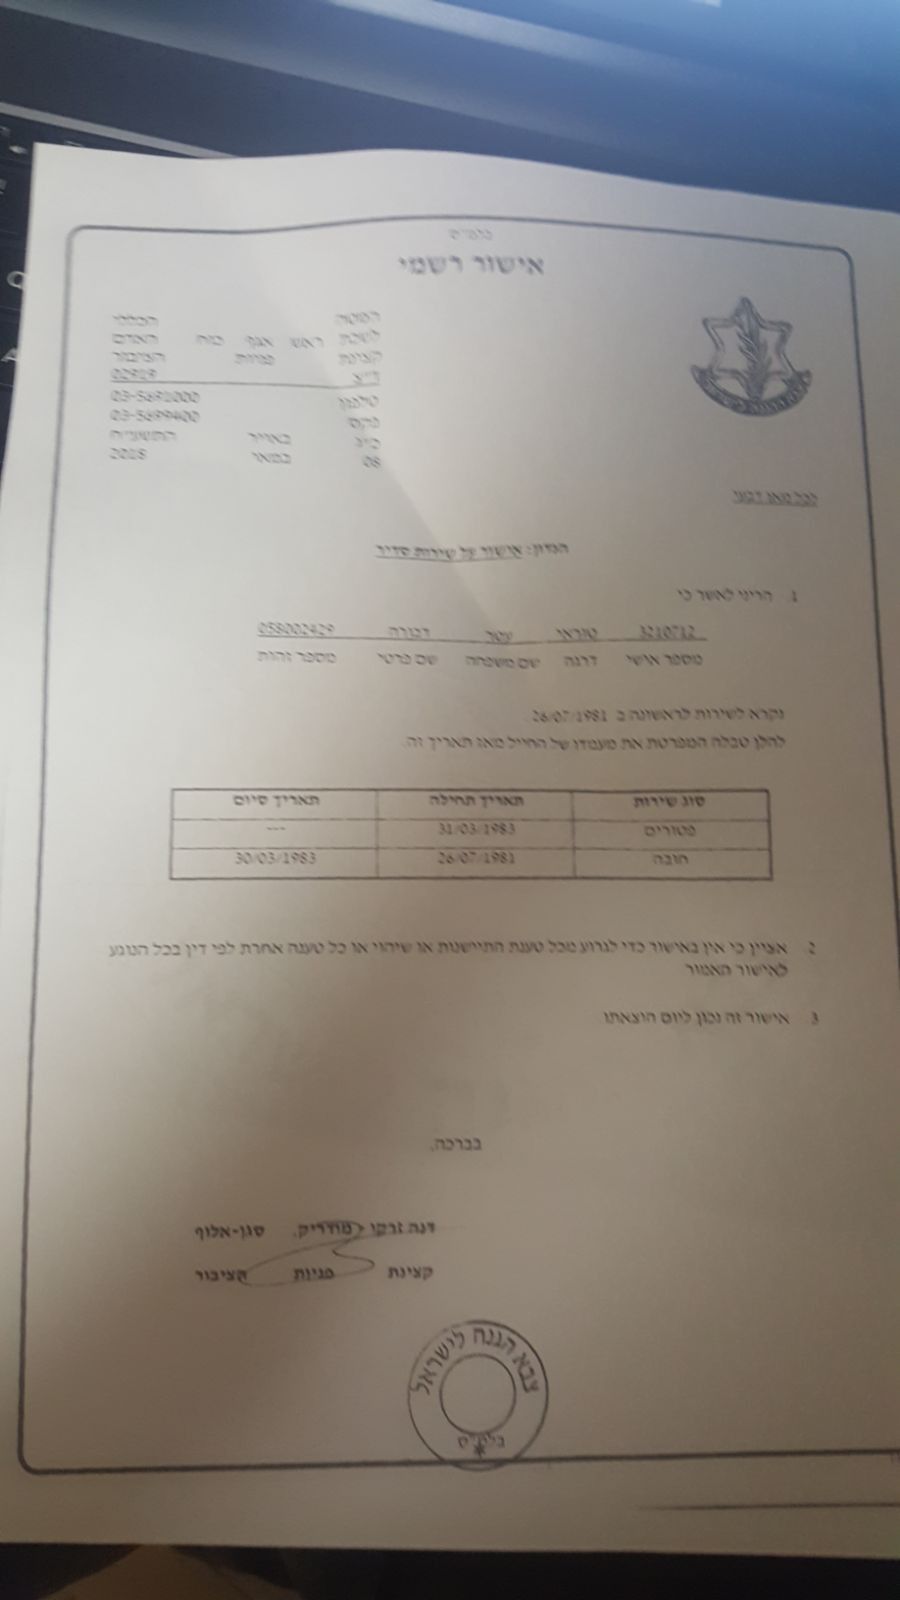 בלמ"ס
אישור רשמי
המטה הכללי
לשכת ראש אגף כוח האדם
קצינת פניות הציבור
ד"צ 02919
טלפון 03-5691000
פקס 03-5699400
כ"ג באייר התשע"ח
08 במאי 2018
לכל מאן דבעי
הנדון: אישור על שירות סדיר
1. הריני לאשר כי
3210712 טוראי עטר דבורה 058002429
מספר אישי דרגה שם משפחה שם פרטי מספר זהות
נקרא לשירות לראשונה ב 26/07/1981
להלן טבלה המפרטת את מעמדו של החייל מאז תאריך זה.
סוג שירות תאריך תחילה תאריך סיום
פטורים 31/03/1983 ---
חובה 26/07/1981 30/03/1983
2. אציין כי אין באישור כדי לגרוע מכל טענת התיישנות או שיהוי או כל טענה אחרת לפי דין בכל הנוגע
לאישור האמור
3. אישור זה נכון ליום הוצאתו
בברכה,
דנה זרקו - מודריק, סגן-אלוף
קצינת פניות הציבור
צבא הגנה לישראל
בלמ"ס